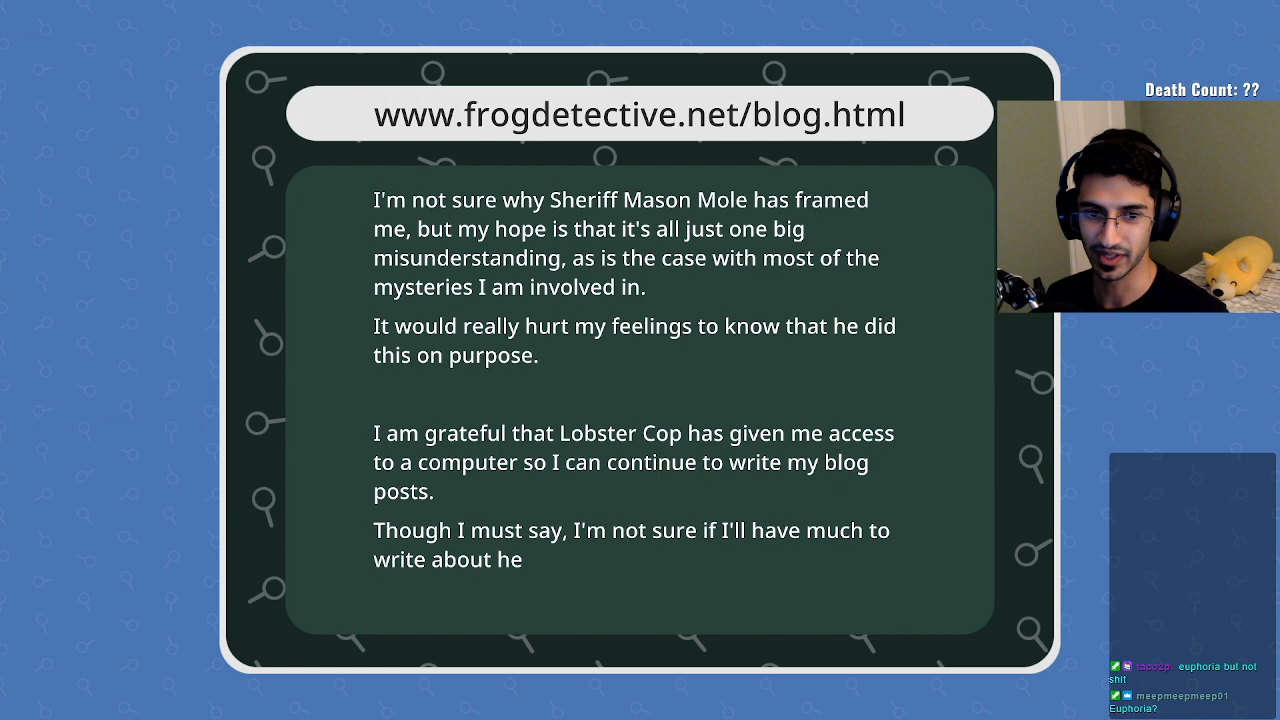 www.frogdetective.net/blog.html
Death Count: ??
I'm not sure why Sheriff Mason Mole has framed
me, but my hope is that it's all just one big
misunderstanding, as is the case with most of the
mysteries I am involved in.
It would really hurt my feelings to know that he did
this on purpose.
I am grateful that Lobster Cop has given me access
to a computer so I can continue to write my blog
posts.
Though I must say, I'm not sure if I'll have much to
write about he
euphoria but not
shit
meepmeepmeep01
Euphoria?